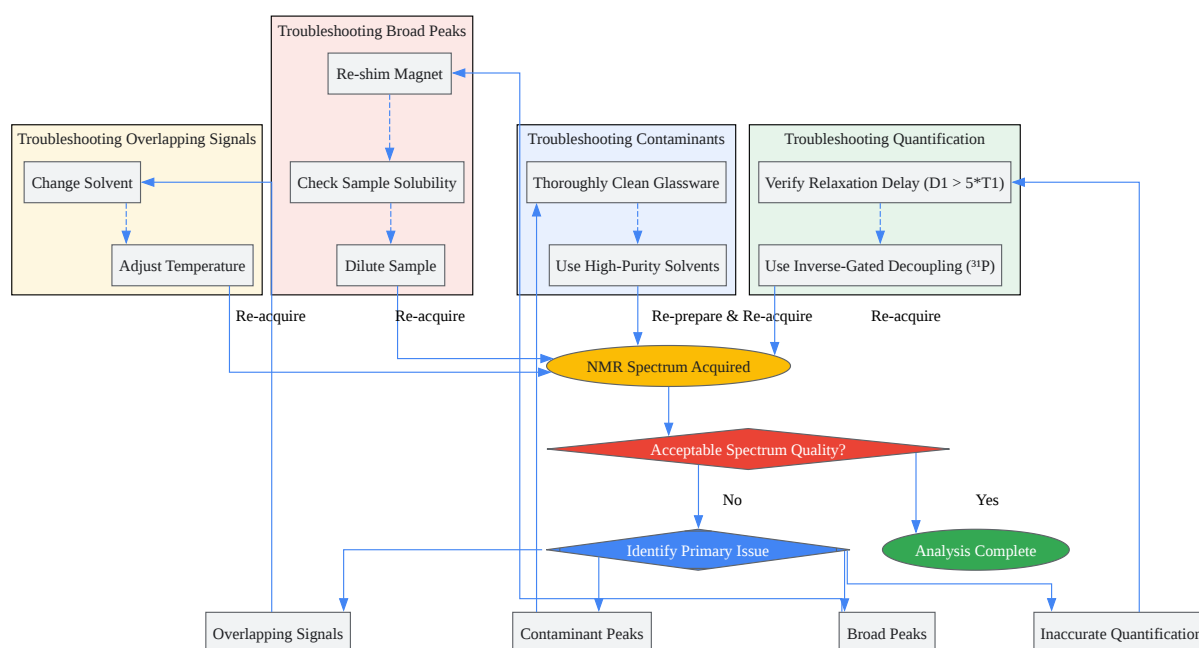 Troubleshooting Broad Peaks
Re-shim Magnet
Troubleshooting Overlapping Signals
Troubleshooting Contaminants
Troubleshooting Quantification
Change Solvent
Check Sample Solubility
Thoroughly Clean Glassware
Verify Relaxation Delay (D1 > 5*T1)
Adjust Temperature
Dilute Sample
Use High-Purity Solvents
Use Inverse-Gated Decoupling (³¹P)
Re-acquire
Re-acquire
Re-prepare & Re-acquire
Re-acquire
NMR Spectrum Acquired
Acceptable Spectrum Quality?
No
Yes
Identify Primary Issue
Analysis Complete
Overlapping Signals
Contaminant Peaks
Broad Peaks
Inaccurate Quantification